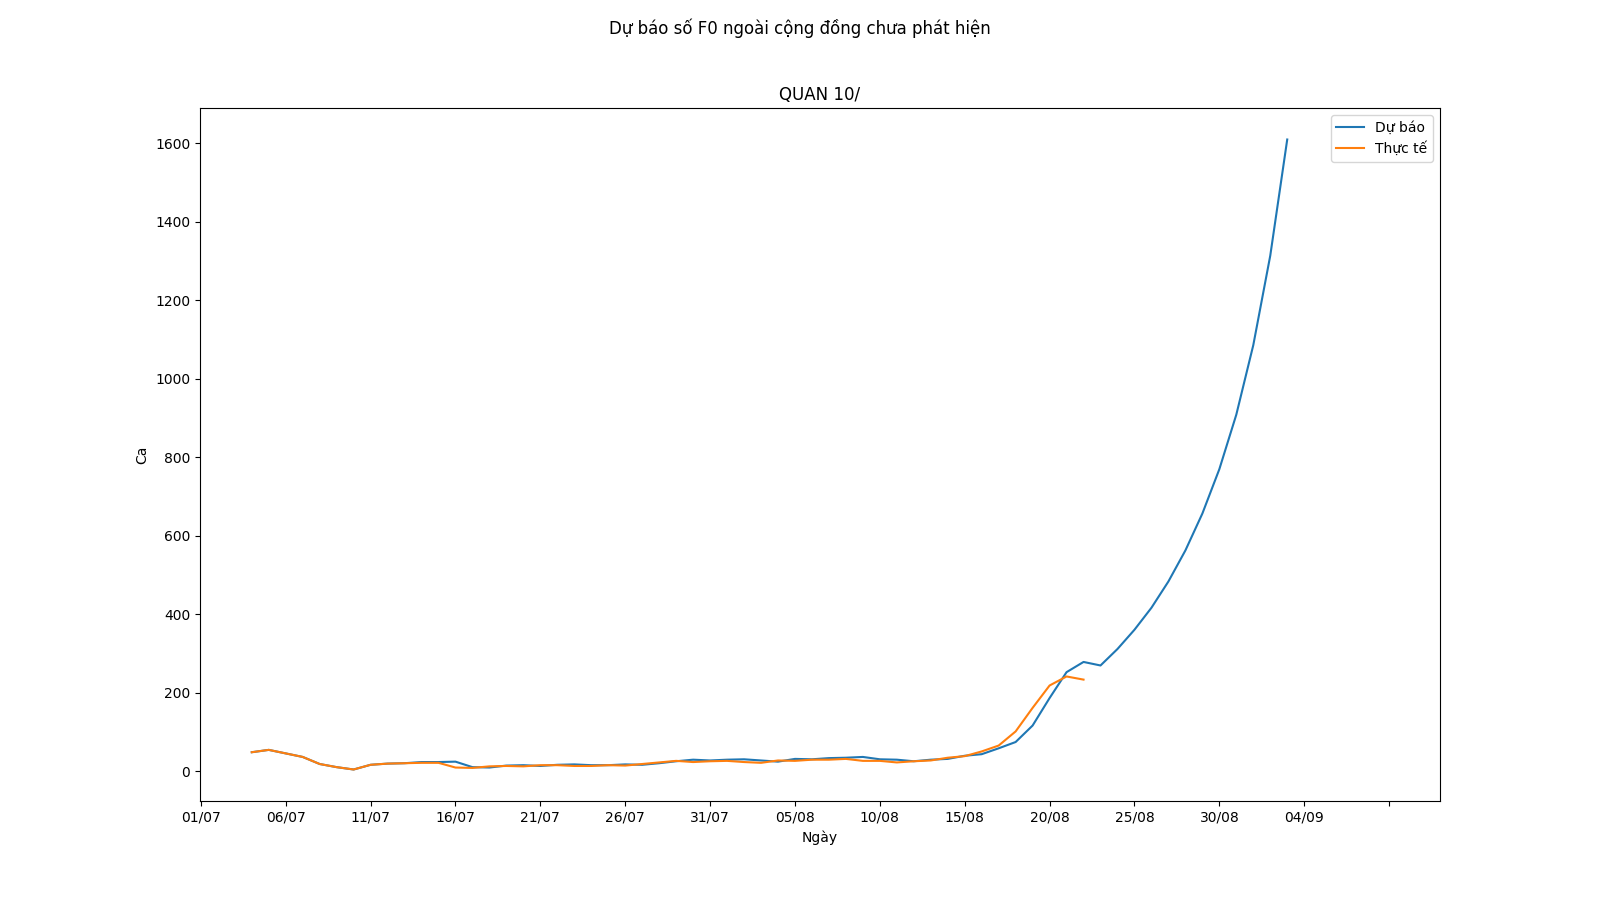 Dự báo số F0 ngoài cộng đồng chưa phát hiện
QUAN 10/
Dự báo
Thực tế
1600
1400
1200
1000
800
600
400
200
0
Ca
01/07 06/07 11/07 16/07 21/07 26/07 31/07 05/08 10/08 15/08 20/08 25/08 30/08 04/09
Ngày